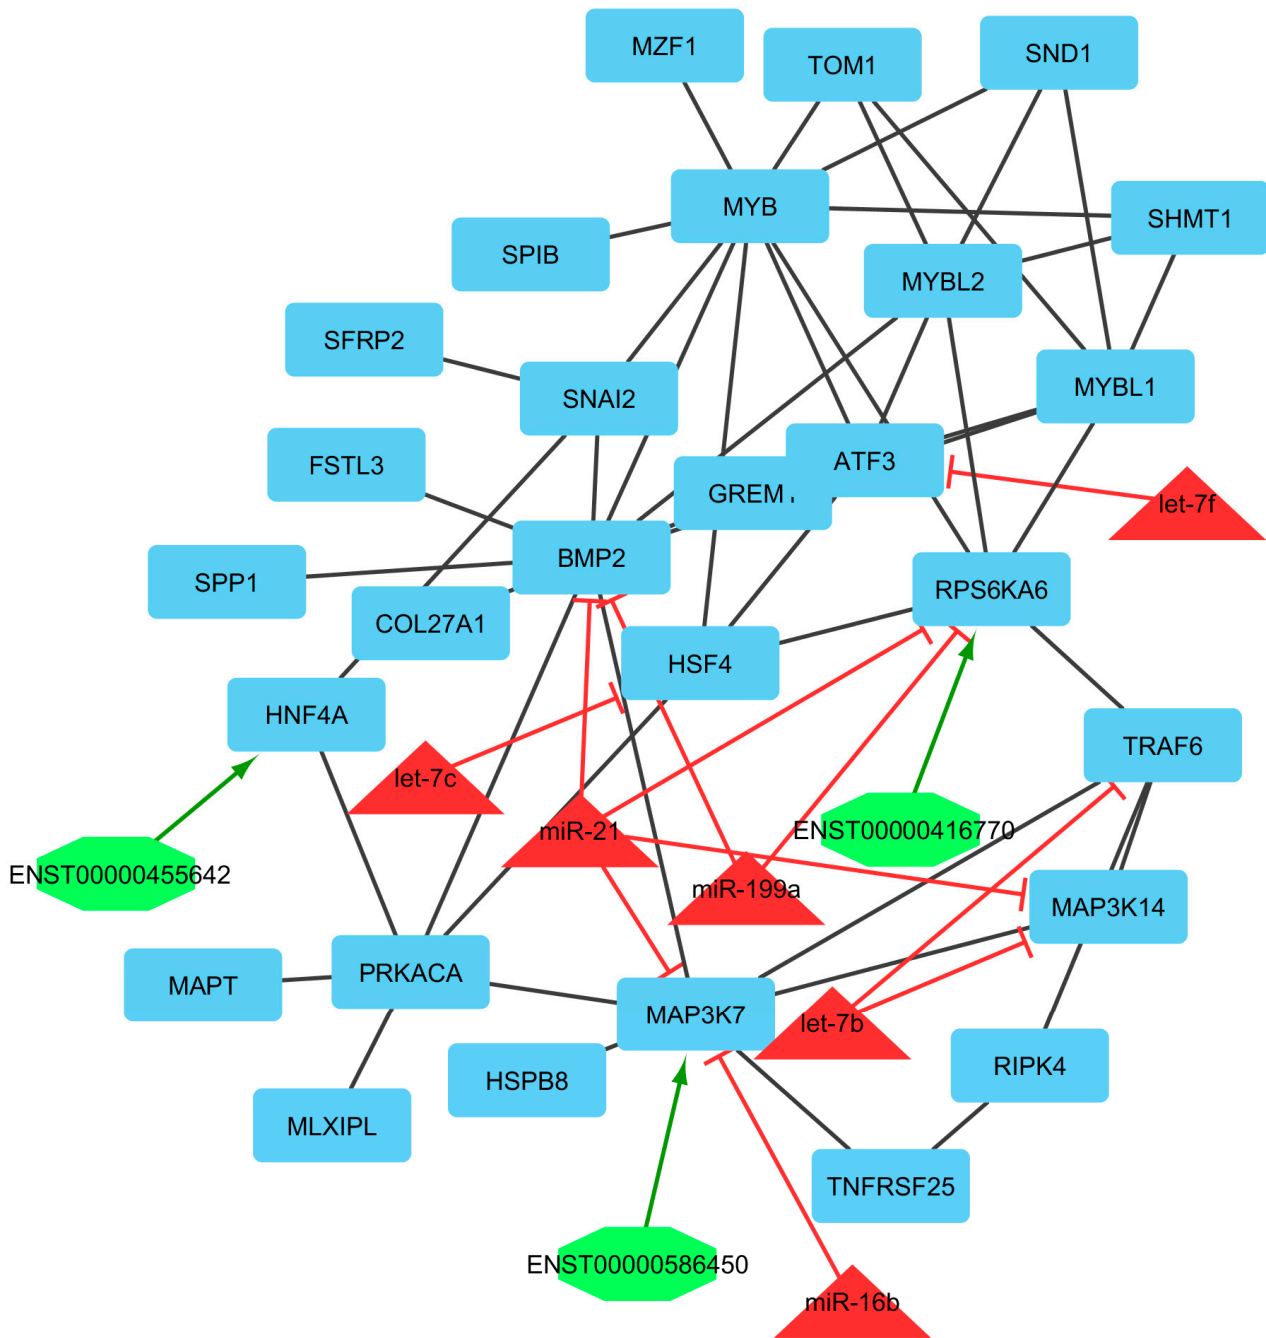 MZF1
TOM1
SND1
MYB
SHMT1
SPIB
MYBL2
SFRP2
SNAI2
MYBL1
FSTL3
ATF3
GREM1
let-7f
BMP2
SPP1
RPS6KA6
COL27A1
HSF4
HNF4A
TRAF6
let-7c
miR-21
ENST00000416770
ENST00000455642
miR-199a
MAP3K14
PRKACA
MAPT
MAP3K7
let-7b
RIPK4
HSPB8
MLXIPL
TNFRSF25
ENST00000586450
miR-16b